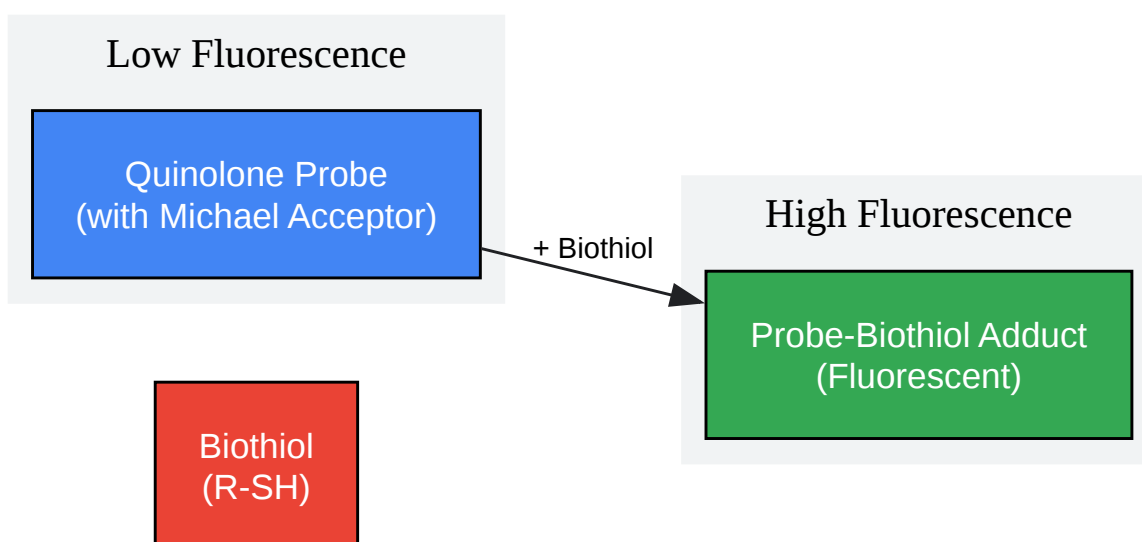 Low Fluorescence
Quinolone Probe
(with Michael Acceptor)
+ Biothiol
High Fluorescence
Probe-Biothiol Adduct
(Fluorescent)
Biothiol
(R-SH)